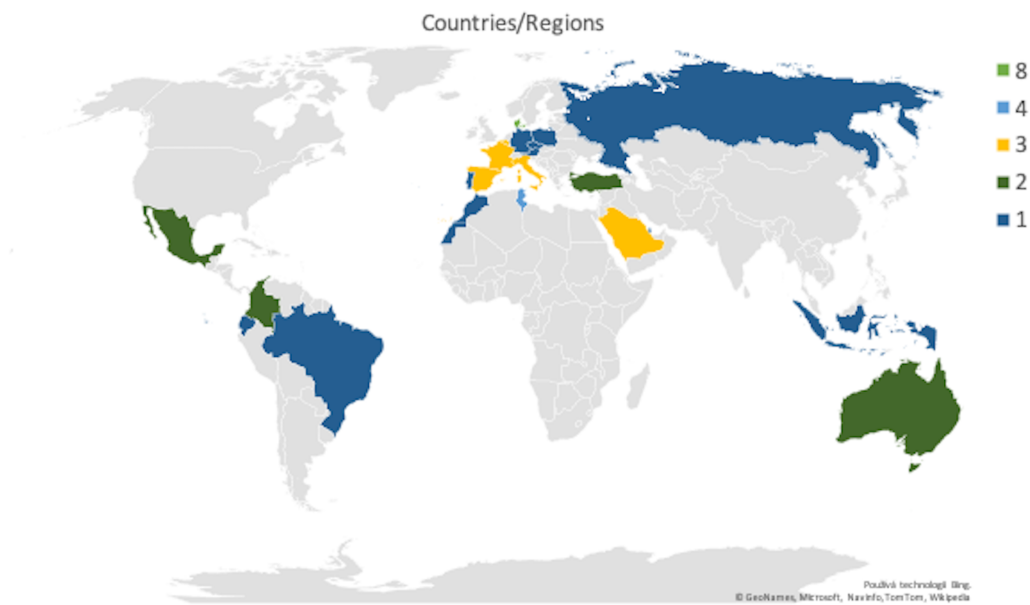 Countries/Regions
8
4
3
2
1
Používá technologii Bing.
© GeoNames, Microsoft, NavInfo, TomTom, Wikipedia